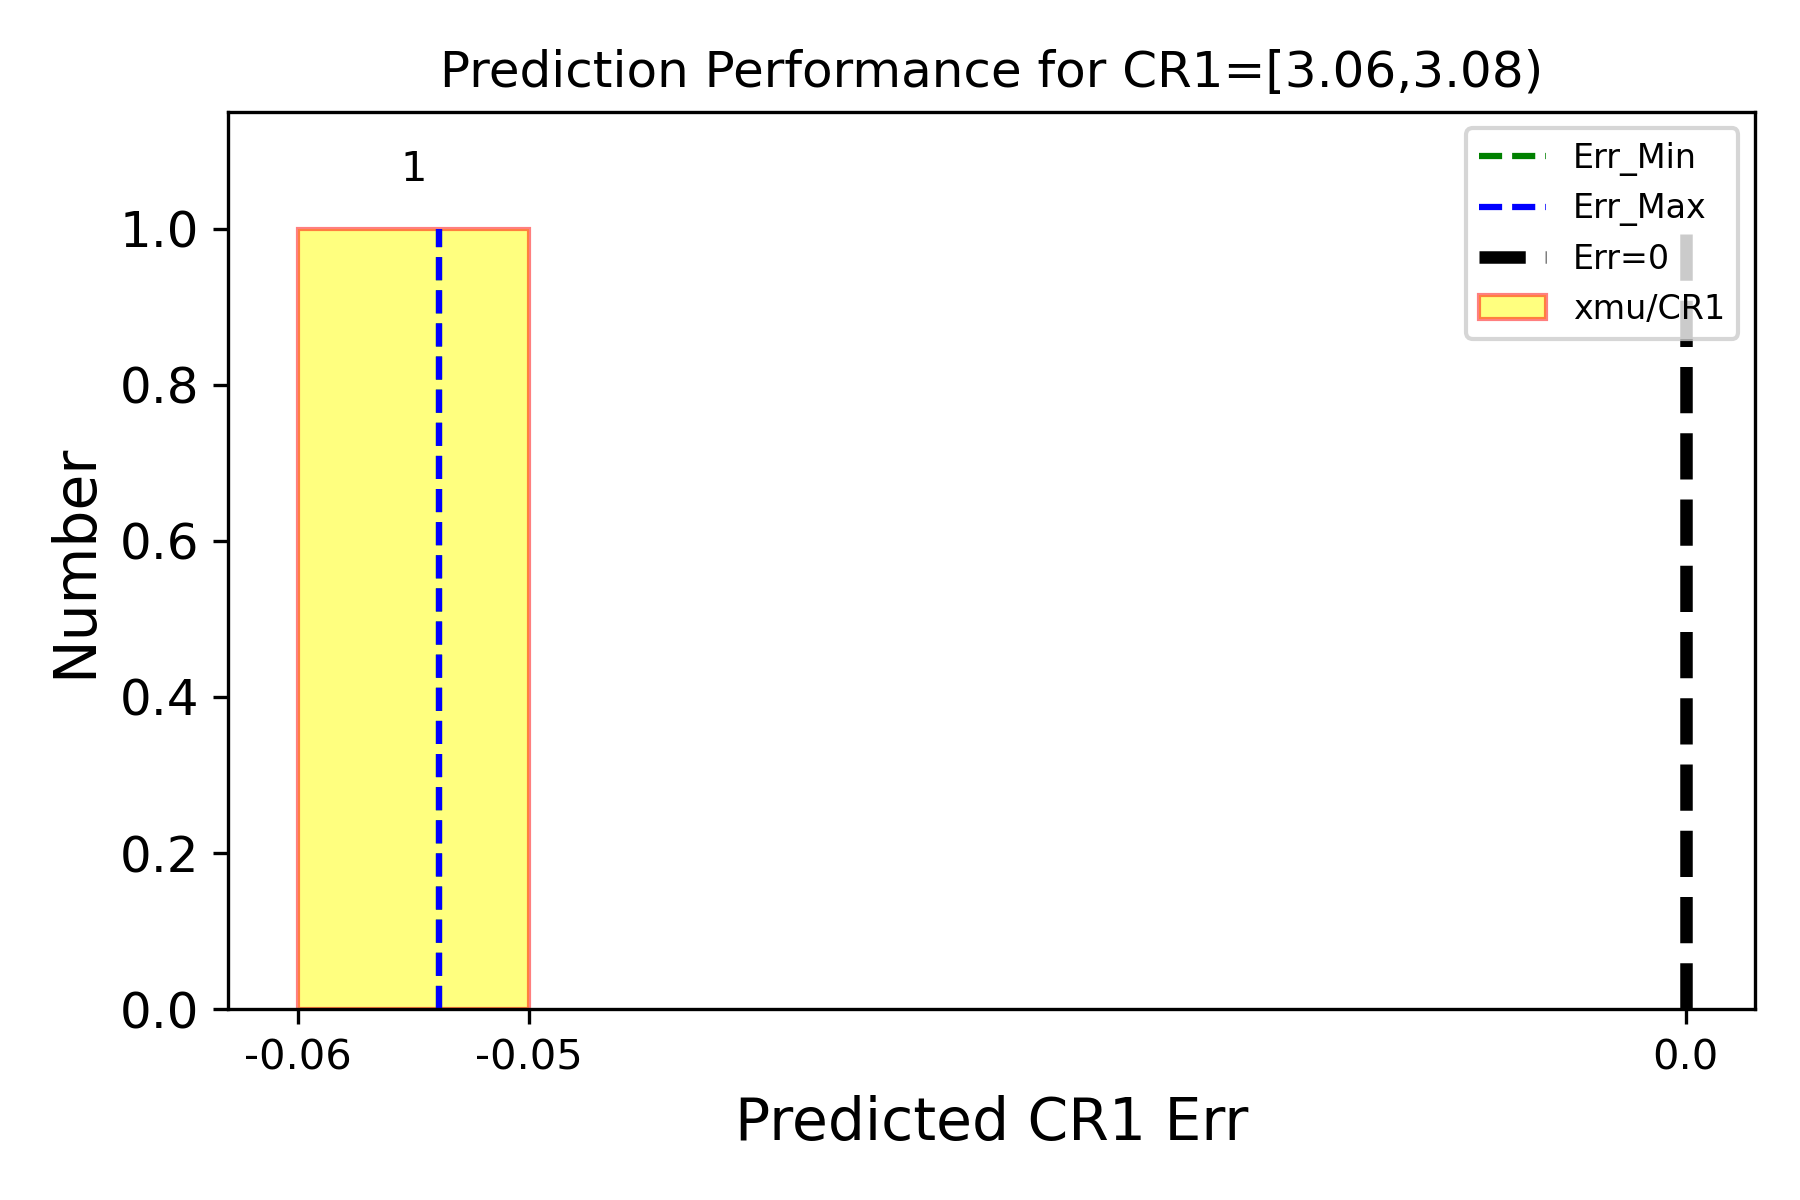 Prediction Performance for CR1=[3.06,3.08)
1
Err_Min
Err_Max
Err=0
xmu/CR1
1.0
0.8
0.6
0.4
0.2
0.0
Number
-0.06
-0.05
0.0
Predicted CR1 Err